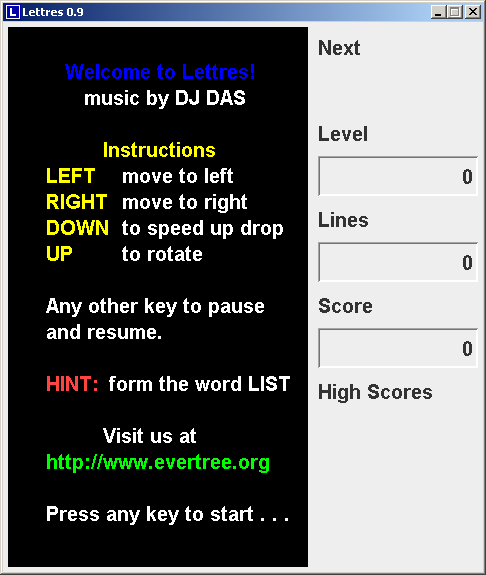 L Lettres 0.9
Welcome to Lettres!
music by DJ DAS
Instructions
LEFT move to left
RIGHT move to right
DOWN to speed up drop
UP to rotate
Any other key to pause
and resume.
HINT: form the word LIST
Visit us at
http://www.evertree.org
Press any key to start . . .
Next
Level
0
Lines
0
Score
0
High Scores